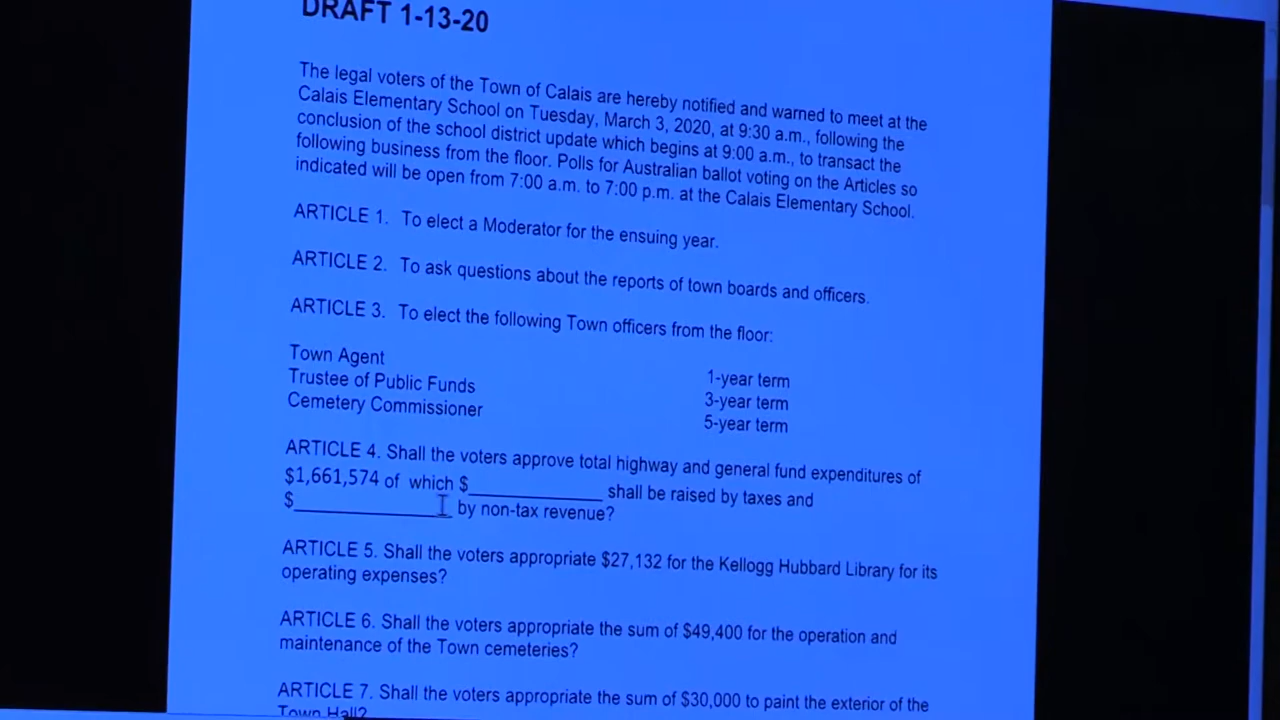 DRAFT 1-13-20
The legal voters of the Town of Calais are hereby notified and warned to meet at the
Calais Elementary School on Tuesday, March 3, 2020, at 9:30 a.m., following the
conclusion of the school district update which begins at 9:00 a.m., to transact the
following business from the floor. Polls for Australian ballot voting on the Articles so
indicated will be open from 7:00 a.m. to 7:00 p.m. at the Calais Elementary School.
ARTICLE 1. To elect a Moderator for the ensuing year.
ARTICLE 2. To ask questions about the reports of town boards and officers.
ARTICLE 3. To elect the following Town officers from the floor:
Town Agent 1-year term
Trustee of Public Funds 3-year term
Cemetery Commissioner 5-year term
ARTICLE 4. Shall the voters approve total highway and general fund expenditures of
$1,661,574 of which $____________ shall be raised by taxes and
$______________ by non-tax revenue?
ARTICLE 5. Shall the voters appropriate $27,132 for the Kellogg Hubbard Library for its
operating expenses?
ARTICLE 6. Shall the voters appropriate the sum of $49,400 for the operation and
maintenance of the Town cemeteries?
ARTICLE 7. Shall the voters appropriate the sum of $30,000 to paint the exterior of the
Town Hall?